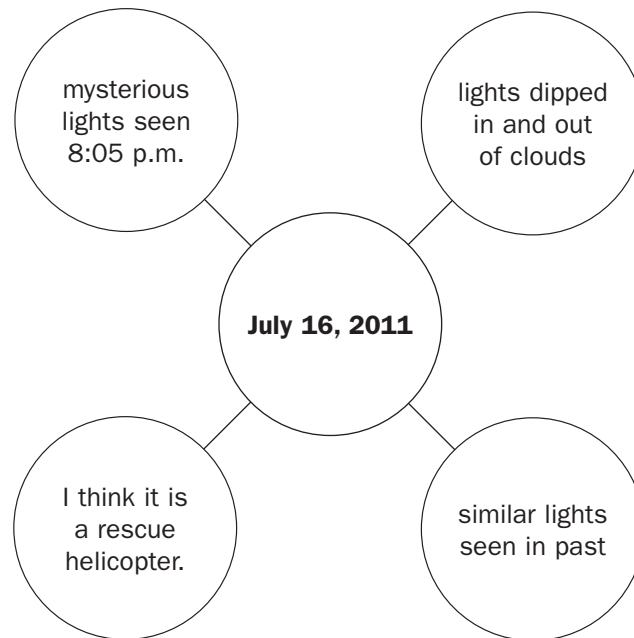 mysterious
lights seen
8:05 p.m.
lights dipped
in and out
of clouds
July 16, 2011
I think it is
a rescue
helicopter.
similar lights
seen in past